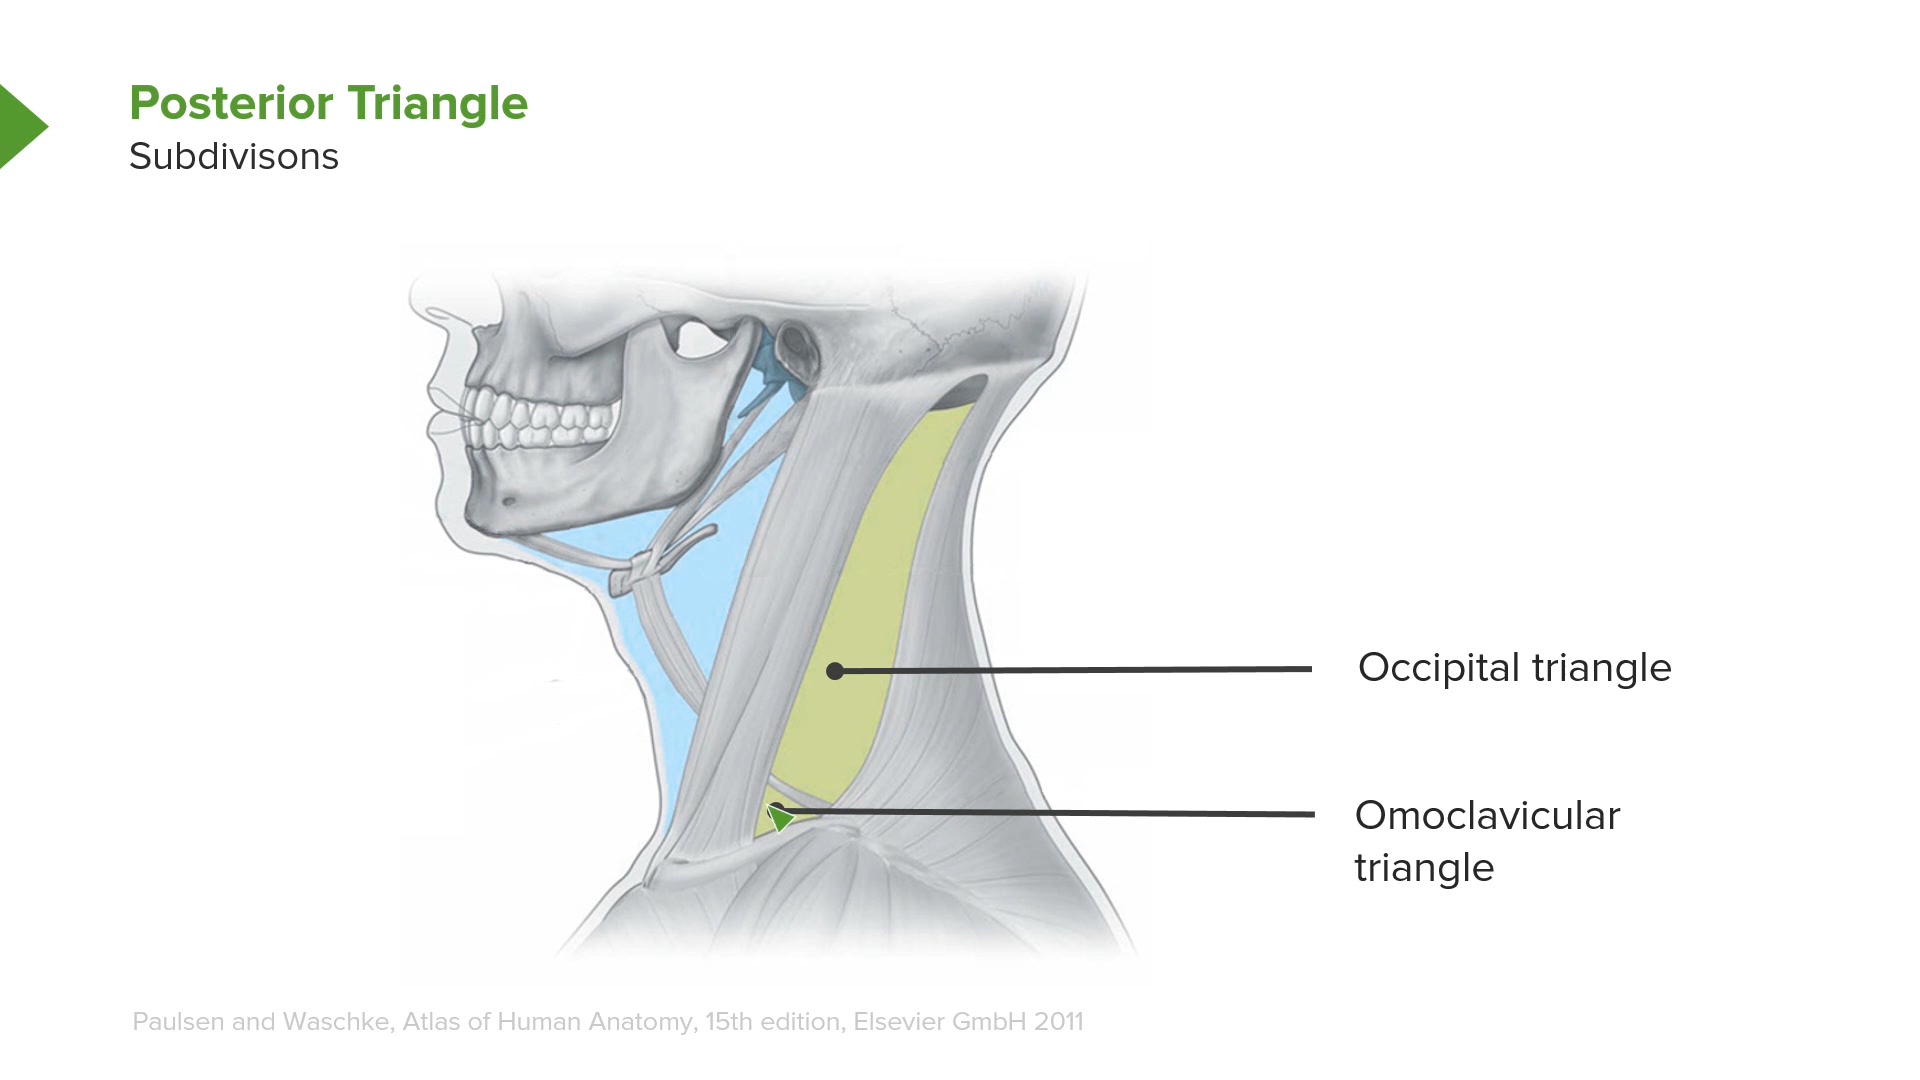 Posterior Triangle
Subdivisons
Occipital triangle
Omoclavicular
triangle
Paulsen and Waschke, Atlas of Human Anatomy, 15th edition, Elsevier GmbH 2011